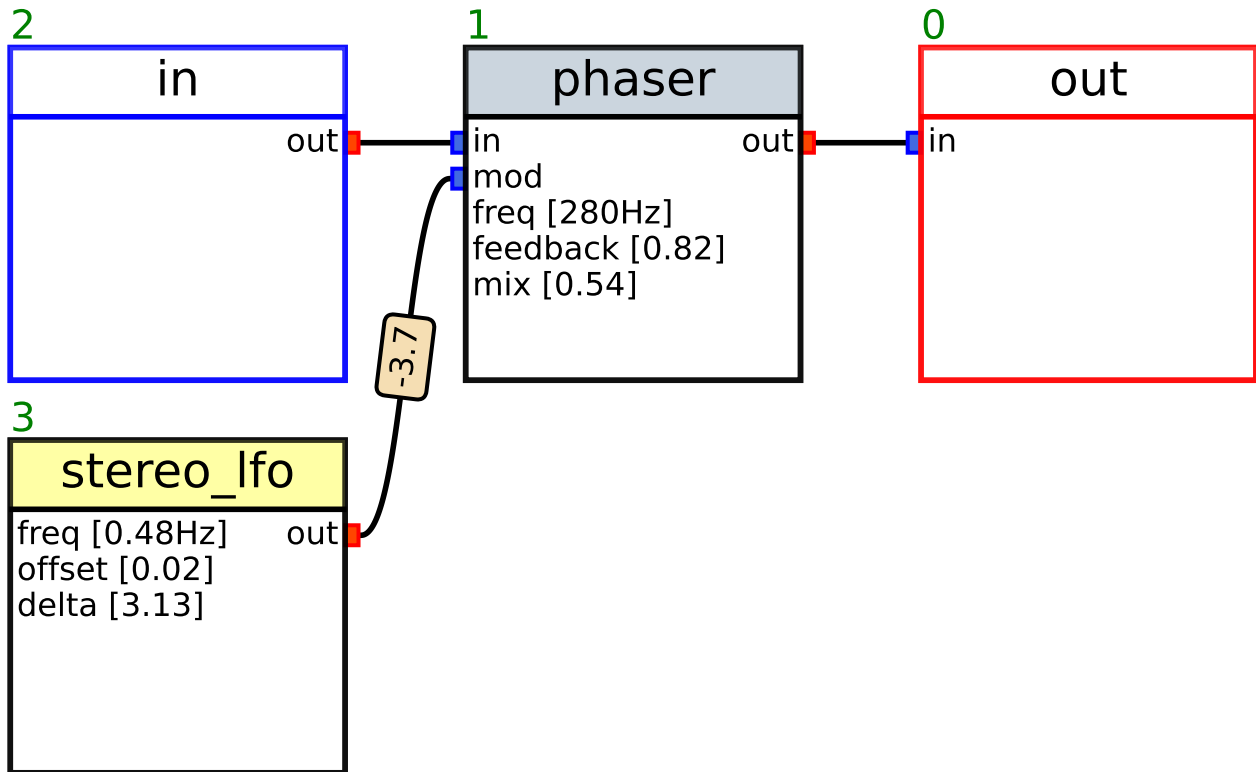 2
in
out
1
phaser
in
out
mod
freq [280Hz]
feedback [0.82]
mix [0.54]
0
out
in
-3.7
3
stereo_lfo
freq [0.48Hz]
out
offset [0.02]
delta [3.13]